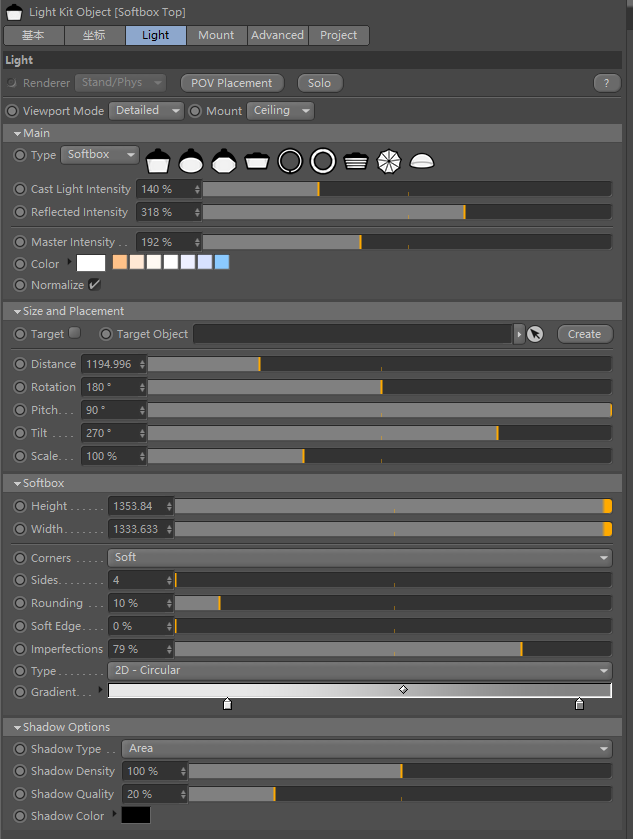 Light Kit Object [Softbox Top]
基本 坐标 Light Mount Advanced Project
Light
Renderer Stand/Phys POV Placement Solo ?
Viewport Mode Detailed Mount Ceiling
Main
Type Softbox
Cast Light Intensity 140 %
Reflected Intensity 318 %
Master Intensity . . 192 %
Color
Normalize
Size and Placement
Target Target Object Create
Distance 1194.996
Rotation 180 °
Pitch. . . 90 °
Tilt . . . . 270 °
Scale. . . 100 %
Softbox
Height . . . . . . 1353.84
Width. . . . . . . 1333.633
Corners . . . . . Soft
Sides. . . . . . . . 4
Rounding . . . 10 %
Soft Edge. . . . 0 %
Imperfections 79 %
Type . . . . . . . . 2D - Circular
Gradient. . .
Shadow Options
Shadow Type . . Area
Shadow Density 100 %
Shadow Quality 20 %
Shadow Color